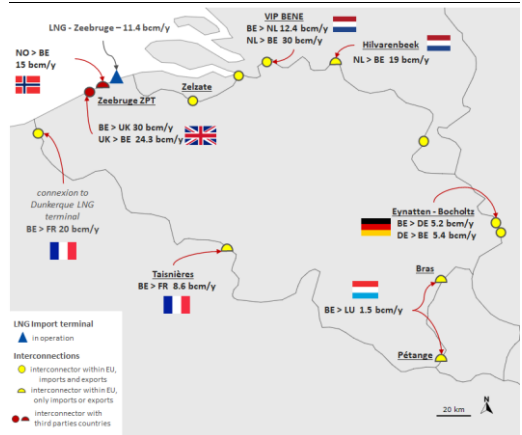 LNG - Zeebruge – 11.4 bcm/y
VIP BENE
BE > NL 12.4 bcm/y
NL > BE 30 bcm/y
Hilvarenbeek
NL > BE 19 bcm/y
NO > BE
15 bcm/y
Zelzate
Zeebruge ZPT
BE > UK 30 bcm/y
UK > BE 24.3 bcm/y
connexion to
Dunkerque LNG
terminal
BE > FR 20 bcm/y
Eynatten - Bocholtz
BE > DE 5.2 bcm/y
DE > BE 5.4 bcm/y
Taisnières
BE > FR 8.6 bcm/y
Bras
BE > LU 1.5 bcm/y
Pétange
LNG Import terminal
in operation
Interconnections
interconnector within EU,
imports and exports
interconnector within EU,
only imports or exports
interconnector with
third parties countries
20 km
N